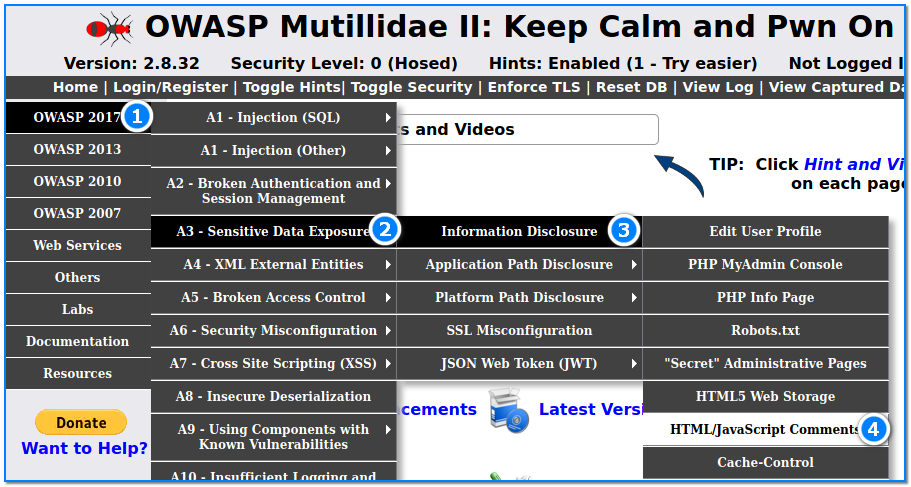 OWASP Mutillidae II: Keep Calm and Pwn On
Version: 2.8.32 Security Level: 0 (Hosed) Hints: Enabled (1 - Try easier) Not Logged I
Home | Login/Register | Toggle Hints| Toggle Security | Enforce TLS | Reset DB | View Log | View Captured Da
OWASP 2017
1
OWASP 2013
OWASP 2010
OWASP 2007
Web Services
Others
Labs
Documentation
Resources
Donate
Want to Help?
A1 - Injection (SQL)
A1 - Injection (Other)
A2 - Broken Authentication and
Session Management
A3 - Sensitive Data Exposure
2
A4 - XML External Entities
A5 - Broken Access Control
A6 - Security Misconfiguration
A7 - Cross Site Scripting (XSS)
A8 - Insecure Deserialization
A9 - Using Components with
Known Vulnerabilities
A10 - Insufficient Logging and
s and Videos
TIP: Click Hint and Vi
on each page
Information Disclosure
3
Application Path Disclosure
Platform Path Disclosure
SSL Misconfiguration
JSON Web Token (JWT)
Edit User Profile
PHP MyAdmin Console
PHP Info Page
Robots.txt
"Secret" Administrative Pages
HTML5 Web Storage
HTML/JavaScript Comments
4
Cache-Control
cements
Latest Versi